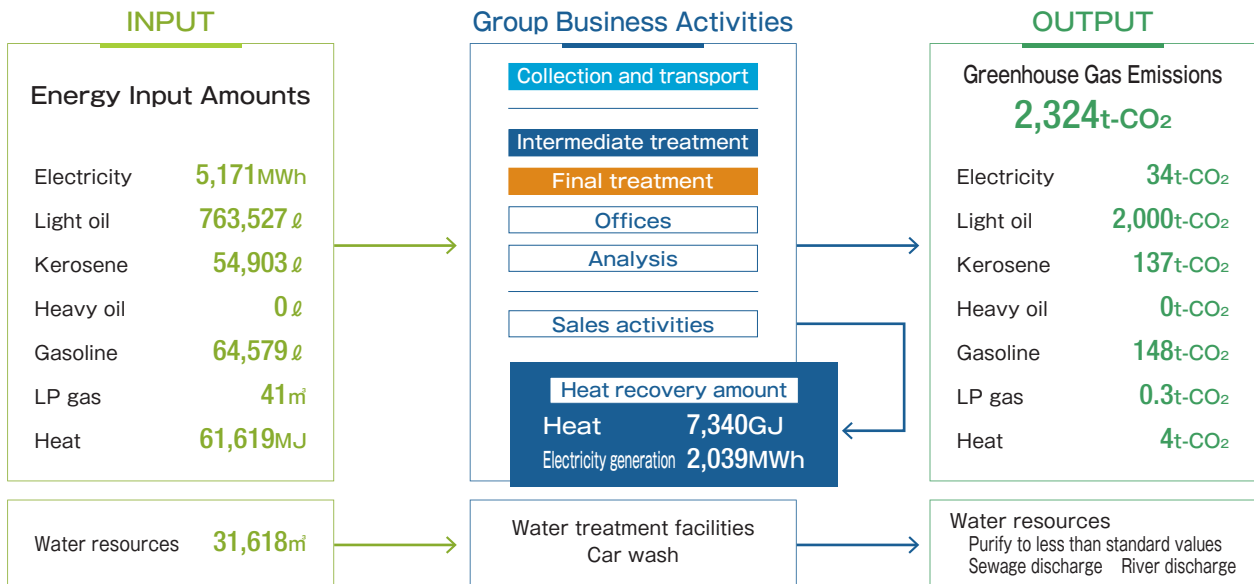 INPUT
Energy Input Amounts
Electricity 5,171MWh
Light oil 763,527ℓ
Kerosene 54,903ℓ
Heavy oil 0ℓ
Gasoline 64,579ℓ
LP gas 41㎥
Heat 61,619MJ
Water resources 31,618㎥
Group Business Activities
Collection and transport
Intermediate treatment
Final treatment
Offices
Analysis
Sales activities
Heat recovery amount
Heat 7,340GJ
Electricity generation 2,039MWh
Water treatment facilities
Car wash
OUTPUT
Greenhouse Gas Emissions
2,324t-CO₂
Electricity 34t-CO₂
Light oil 2,000t-CO₂
Kerosene 137t-CO₂
Heavy oil 0t-CO₂
Gasoline 148t-CO₂
LP gas 0.3t-CO₂
Heat 4t-CO₂
Water resources
Purify to less than standard values
Sewage discharge River discharge